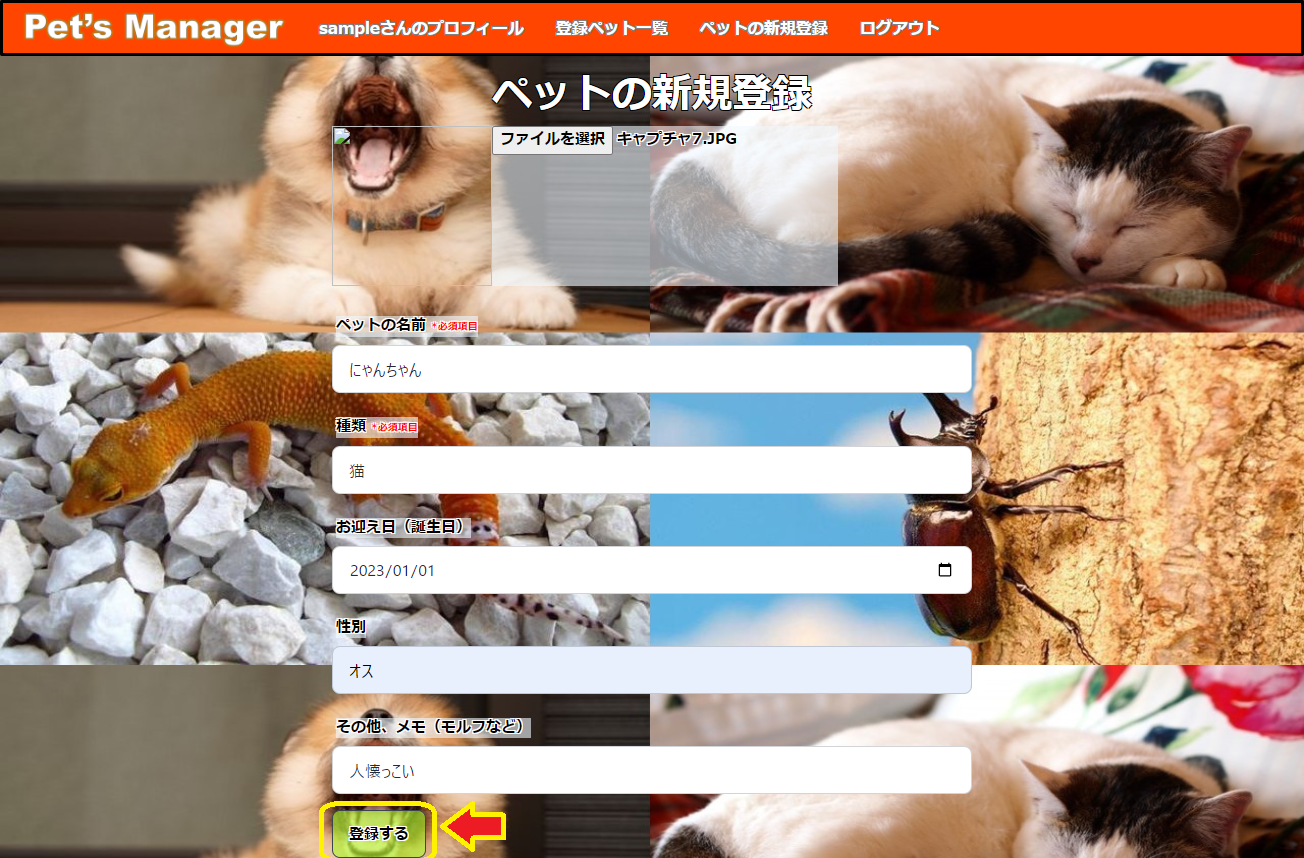 Pet's Manager sampleさんのプロフィール 登録ペット一覧 ペットの新規登録 ログアウト
ペットの新規登録
ファイルを選択 キャプチャ7.JPG
ペットの名前 *必須項目
にゃんちゃん
種類 *必須項目
猫
お迎え日（誕生日）
2023/01/01
性別
オス
その他、メモ（モルフなど）
人懐っこい
登録する